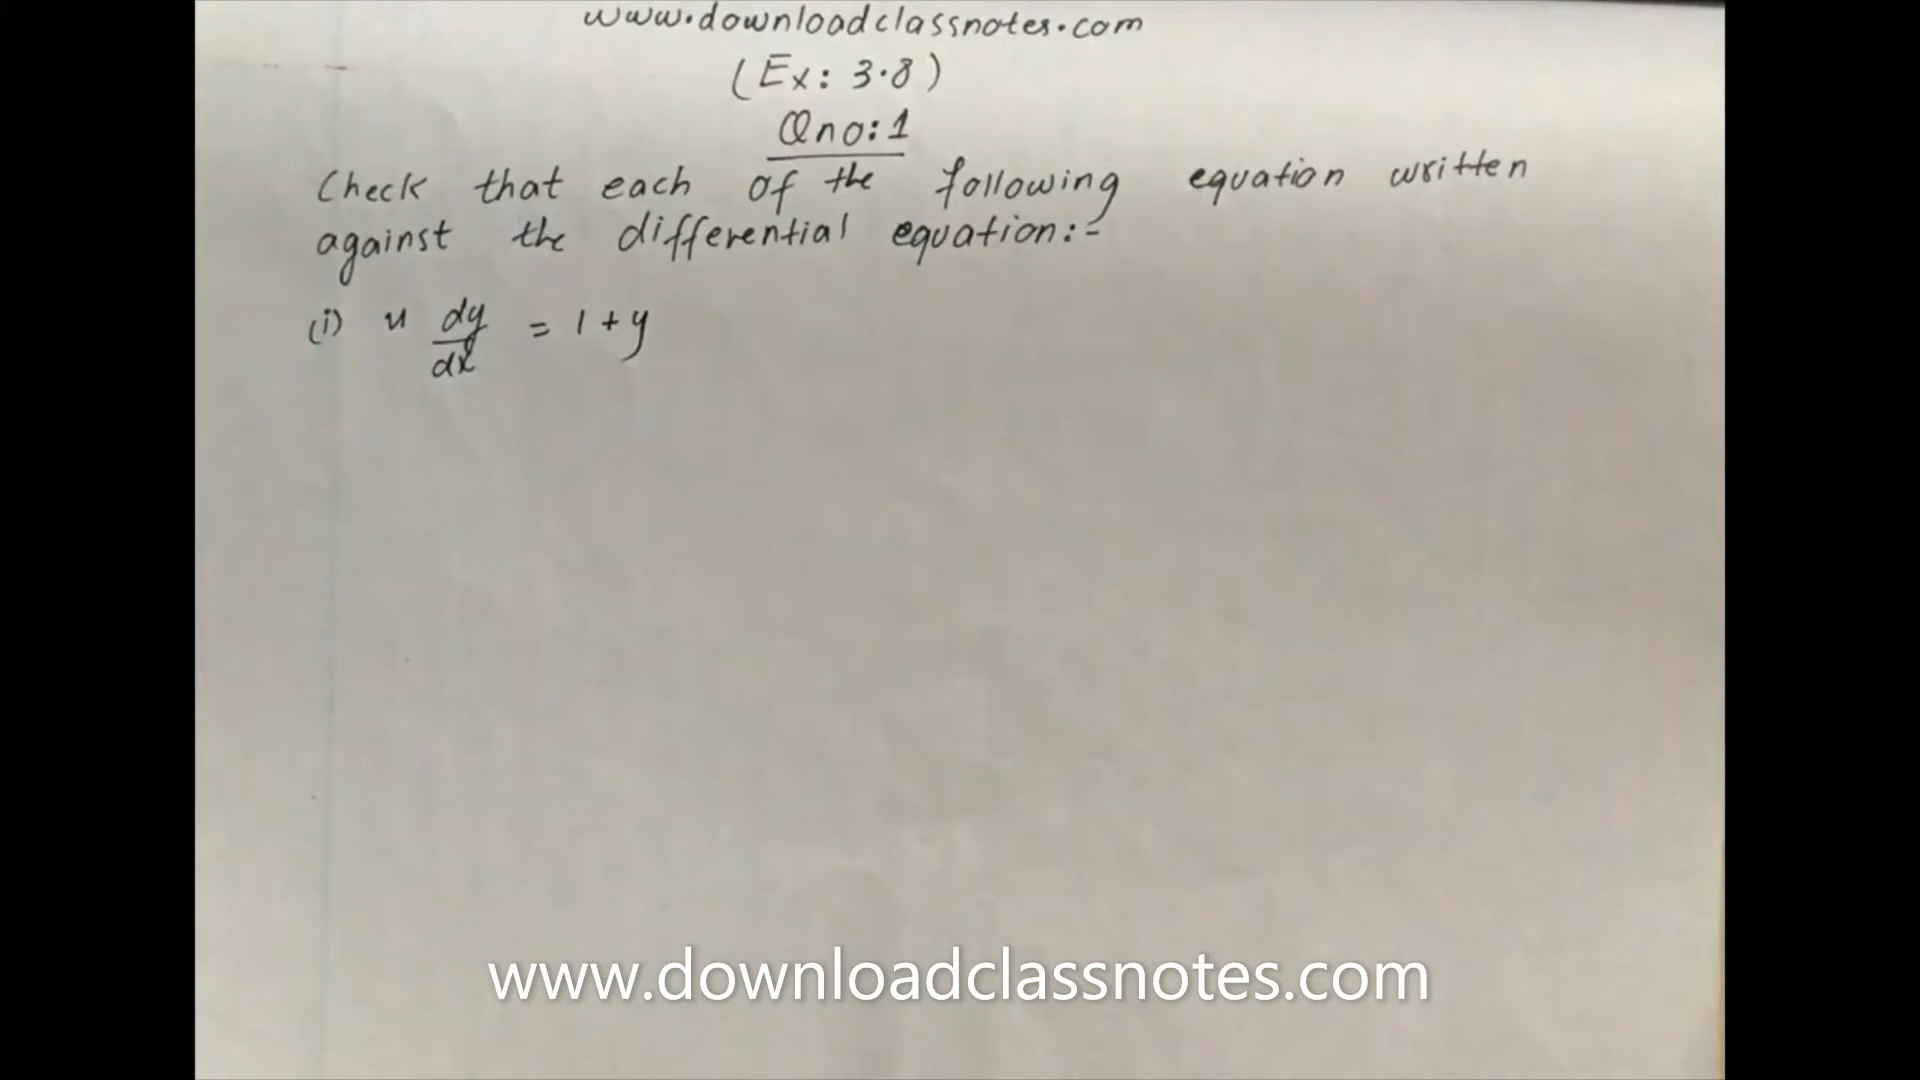 www.downloadclassnotes.com
(Ex: 3.8)
Qno:1
Check that each of the following equation written
against the differential equation:-
(i) x dy/dx = 1+y
www.downloadclassnotes.com